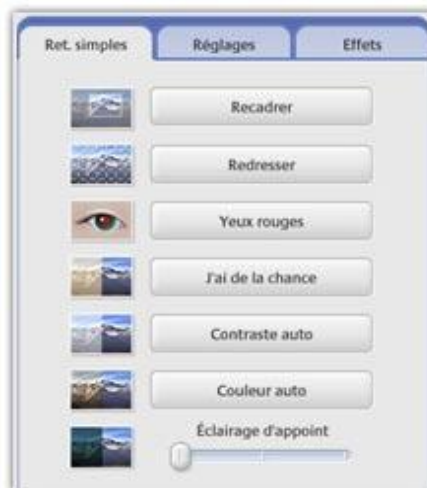 Ret. simples Réglages Effets
Recadrer
Redresser
Yeux rouges
J'ai de la chance
Contraste auto
Couleur auto
Éclairage d'appoint